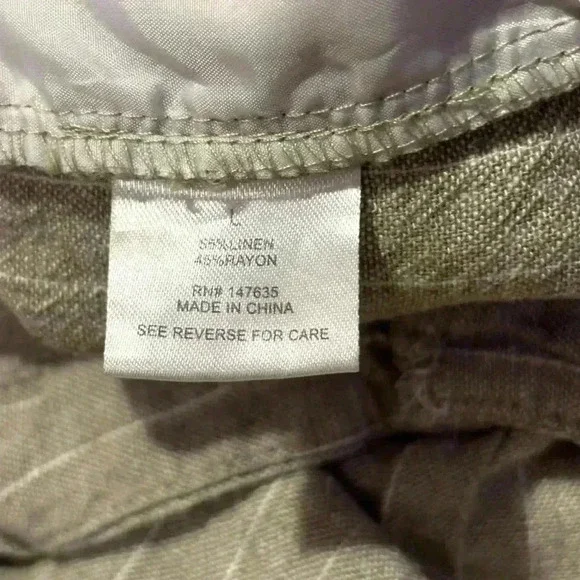 L
55%LINEN
45%RAYON
RN# 147635
MADE IN CHINA
SEE REVERSE FOR CARE